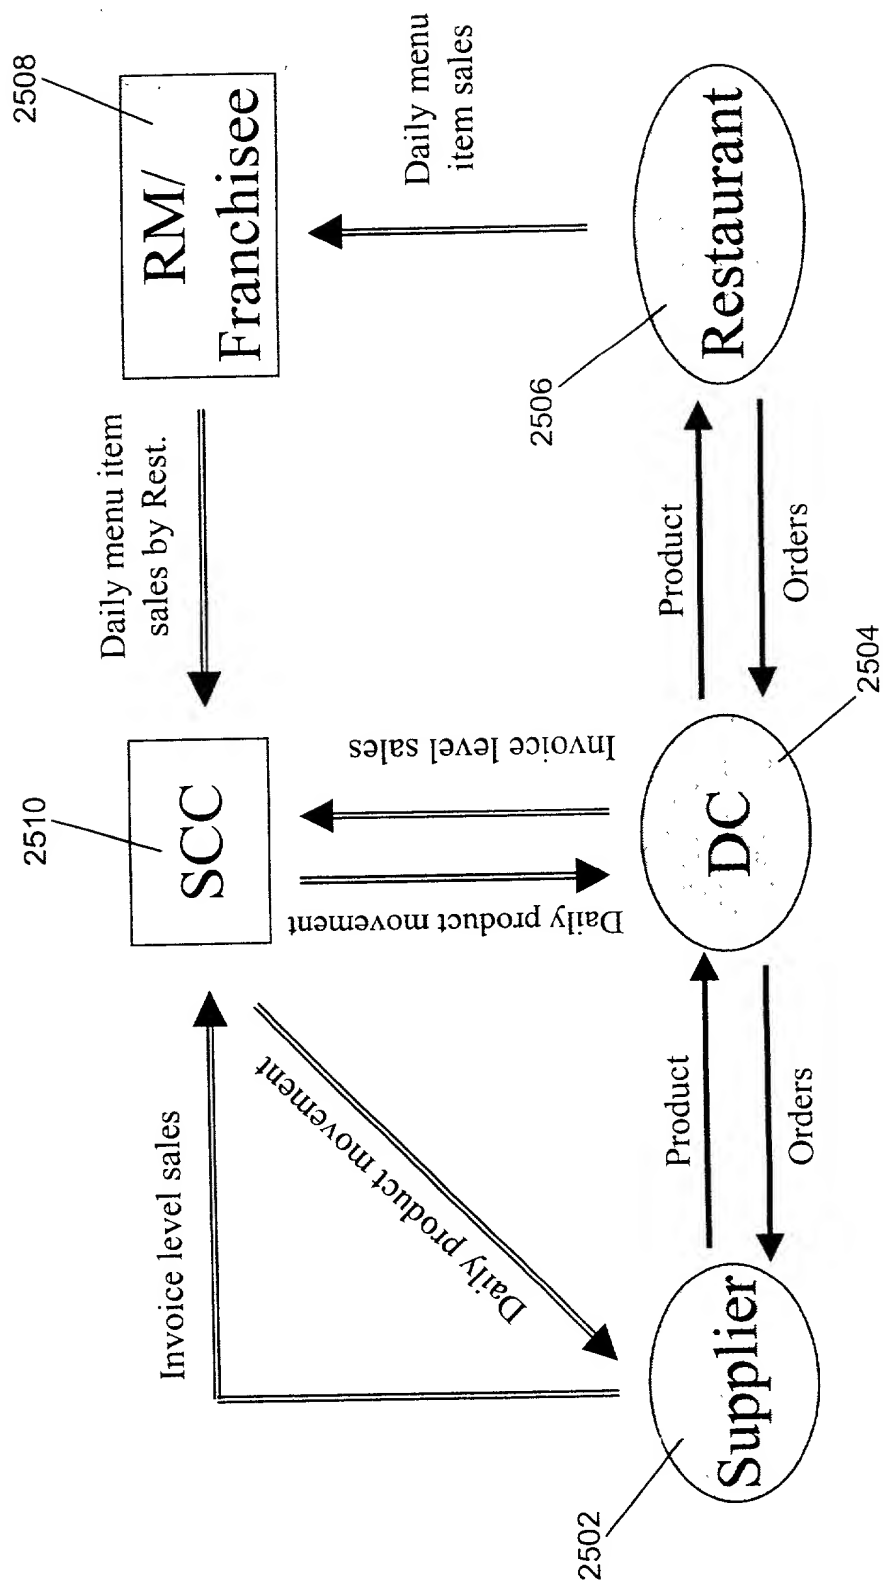 2510
SCC
Daily menu item
sales by Rest.
2508
RM/
Franchisee
Invoice level sales
Daily product movement
Daily product movement
Invoice level sales
Daily menu
item sales
2502
Supplier
Product
Orders
DC
2504
Product
Orders
2506
Restaurant